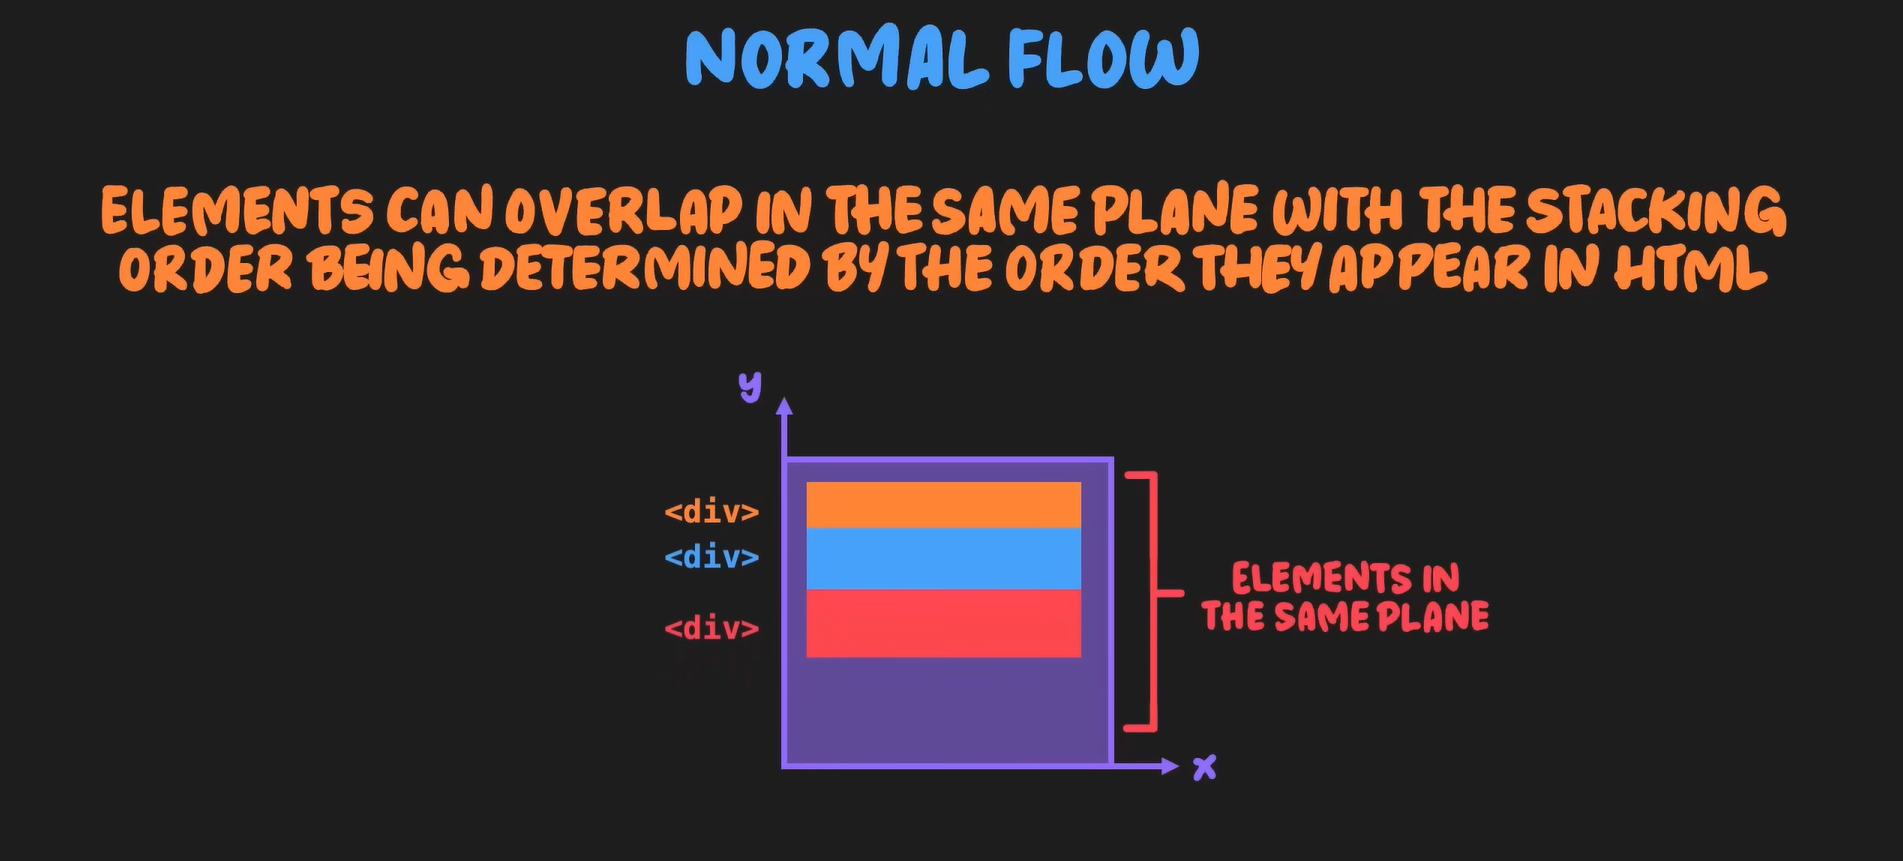 NORMAL FLOW
ELEMENTS CAN OVERLAP IN THE SAME PLANE WITH THE STACKING
ORDER BEING DETERMINED BY THE ORDER THEY APPEAR IN HTML
y
<div>
<div>
<div>
ELEMENTS IN
THE SAME PLANE
x